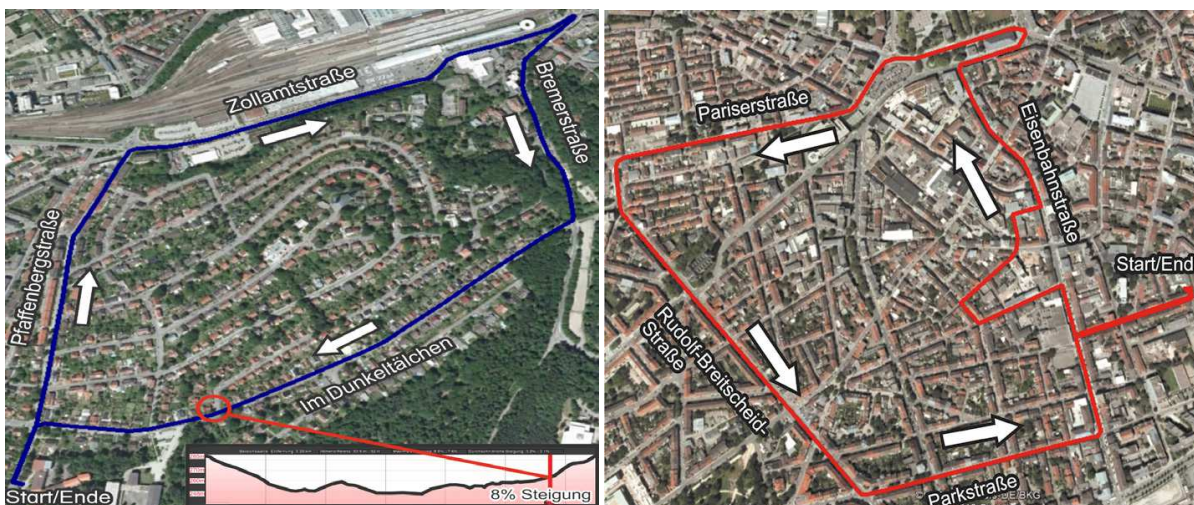 Zollamtstraße
Bremerstraße
Pfaffenbergstraße
Im Dunkeltälchen
8% Steigung
Start/Ende
Pariserstraße
Eisenbahnstraße
Start/End
Rudolf-Breitscheid-
Straße
Parkstraße